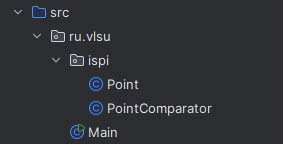 src
ru.vlsu
ispi
Point
PointComparator
Main